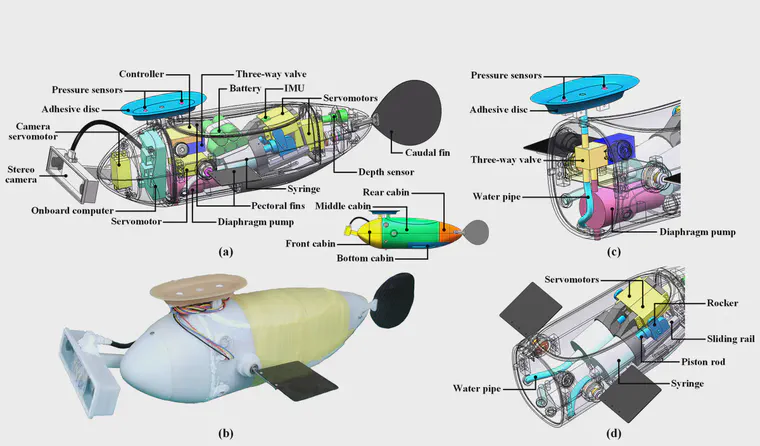 Controller
Three-way valve
Pressure sensors
Battery
IMU
Servomotors
Adhesive disc
Camera
servomotor
Stereo
camera
Caudal fin
Depth sensor
Syringe
Onboard computer
Pectoral fins
Servomotor
Diaphragm pump
(a)
Rear cabin
Middle cabin
Front cabin
Bottom cabin
Pressure sensors
Adhesive disc
Three-way valve
Water pipe
Diaphragm pump
(c)
(b)
Servomotors
Rocker
Sliding rail
Piston rod
Water pipe
Syringe
(d)